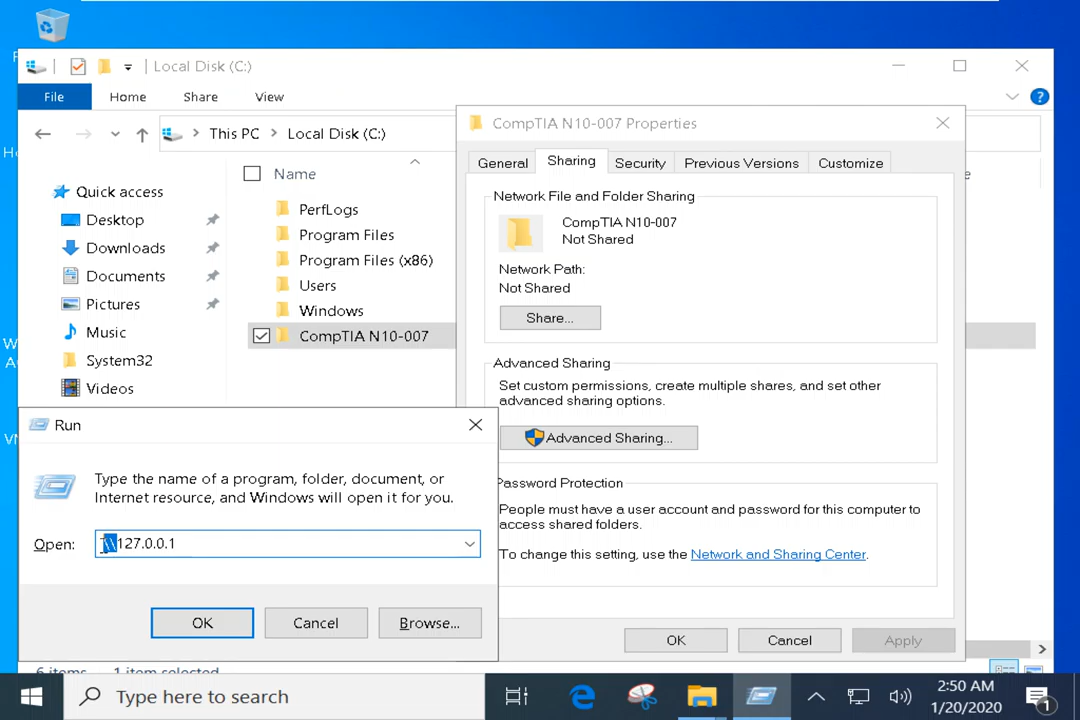 Local Disk (C:)
File Home Share View
This PC Local Disk (C:)
Name
Quick access
Desktop
Downloads
Documents
Pictures
Music
System32
Videos
PerfLogs
Program Files
Program Files (x86)
Users
Windows
CompTIA N10-007
6 items 1 item selected
CompTIA N10-007 Properties
General Sharing Security Previous Versions Customize
Network File and Folder Sharing
CompTIA N10-007
Not Shared
Network Path:
Not Shared
Share...
Advanced Sharing
Set custom permissions, create multiple shares, and set other
advanced sharing options.
Advanced Sharing...
Password Protection
People must have a user account and password for this computer to
access shared folders.
To change this setting, use the Network and Sharing Center.
OK Cancel Apply
Run
Type the name of a program, folder, document, or
Internet resource, and Windows will open it for you.
Open: \\127.0.0.1
OK Cancel Browse...
Type here to search
2:50 AM
1/20/2020
1